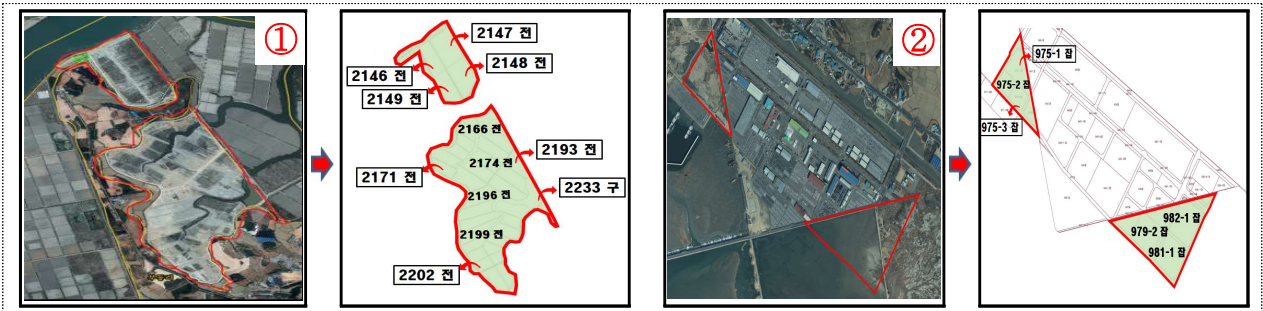 ①
2147 전
2148 전
2146 전
2149 전
2166 전
2193 전
2174 전
2171 전
2233 구
2196 전
2199 전
2202 전
②
975-1 잡
975-2 잡
975-3 잡
982-1 잡
979-2 잡
981-1 잡